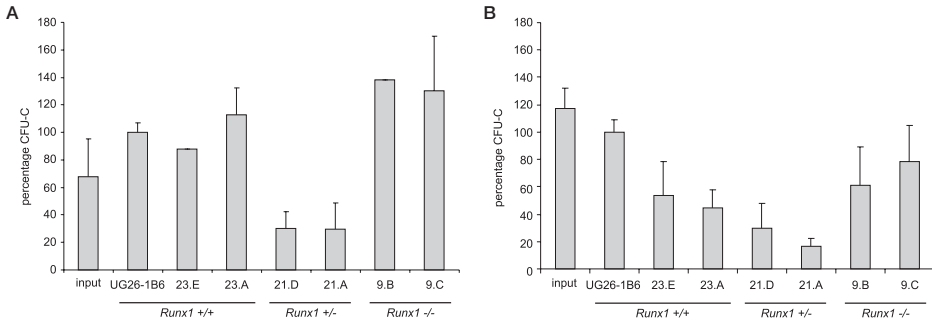 A
percentage CFU-C
180
160
140
120
100
80
60
40
20
0
input UG26-1B6 23.E 23.A 21.D 21.A 9.B 9.C
Runx1 +/+ Runx1 +/- Runx1 -/-
B
percentage CFU-C
180
160
140
120
100
80
60
40
20
0
input UG26-1B6 23.E 23.A 21.D 21.A 9.B 9.C
Runx1 +/+ Runx1 +/- Runx1 -/-